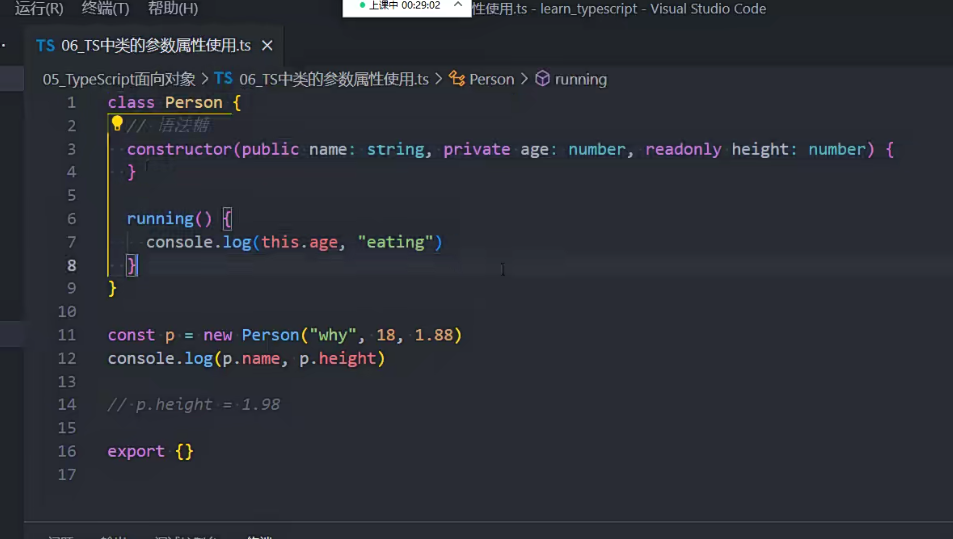 运行(R) 终端(T) 帮助(H)
上课中 00:29:02
性使用.ts - learn_typescript - Visual Studio Code
TS 06_TS中类的参数属性使用.ts ×
05_TypeScript面向对象 > TS 06_TS中类的参数属性使用.ts > Person > running
1 class Person {
2 // 语法糖
3 constructor(public name: string, private age: number, readonly height: number) {
4 }
5
6 running() {
7 console.log(this.age, "eating")
8 }
9 }
10
11 const p = new Person("why", 18, 1.88)
12 console.log(p.name, p.height)
13
14 // p.height = 1.98
15
16 export {}
17